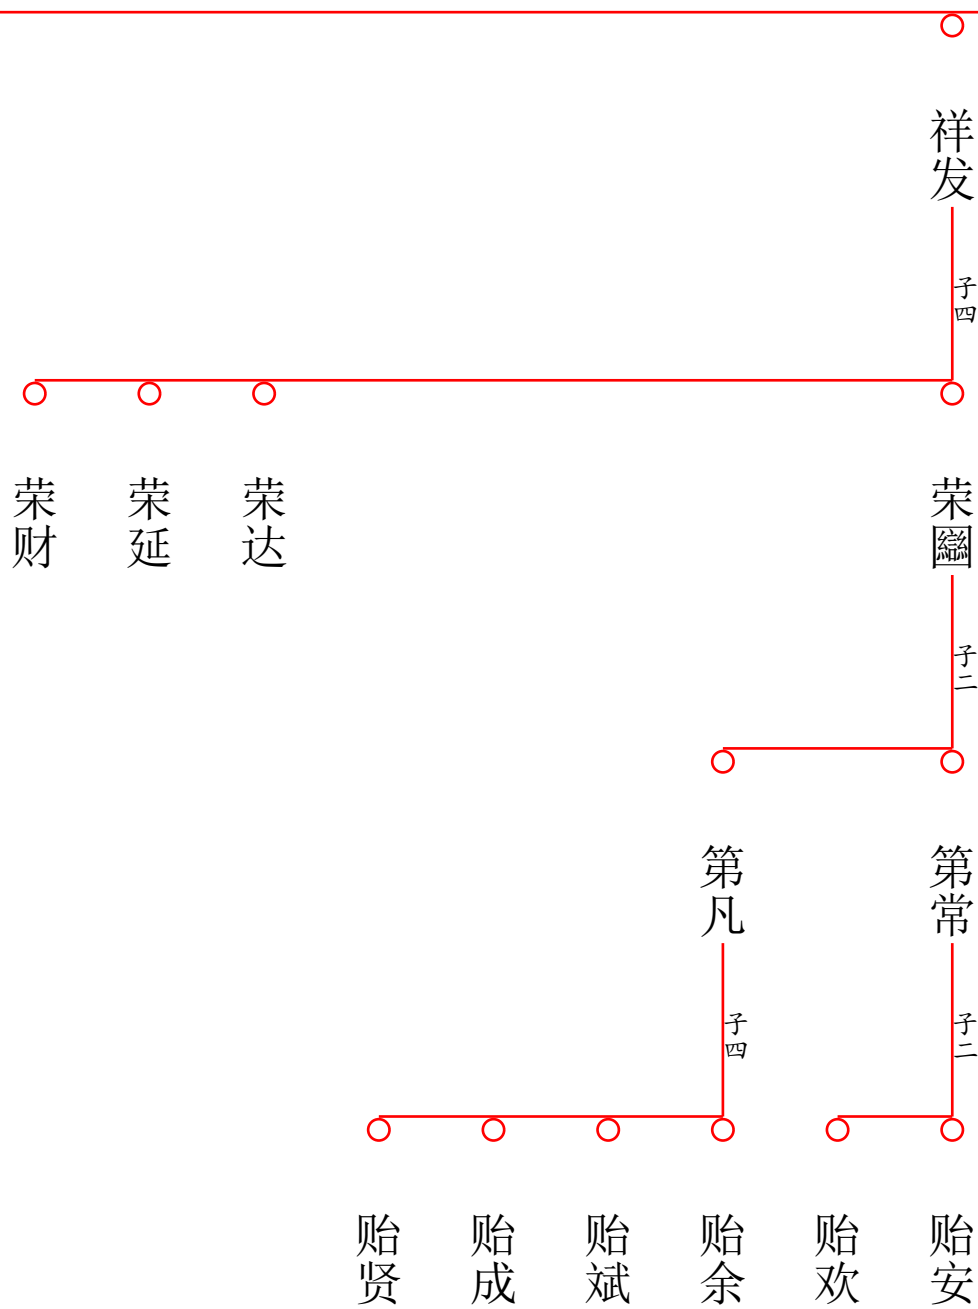 祥发
子四
荣圝
荣达
荣延
荣财
子二
第常
第凡
子二
子四
贻安
贻欢
贻余
贻斌
贻成
贻贤